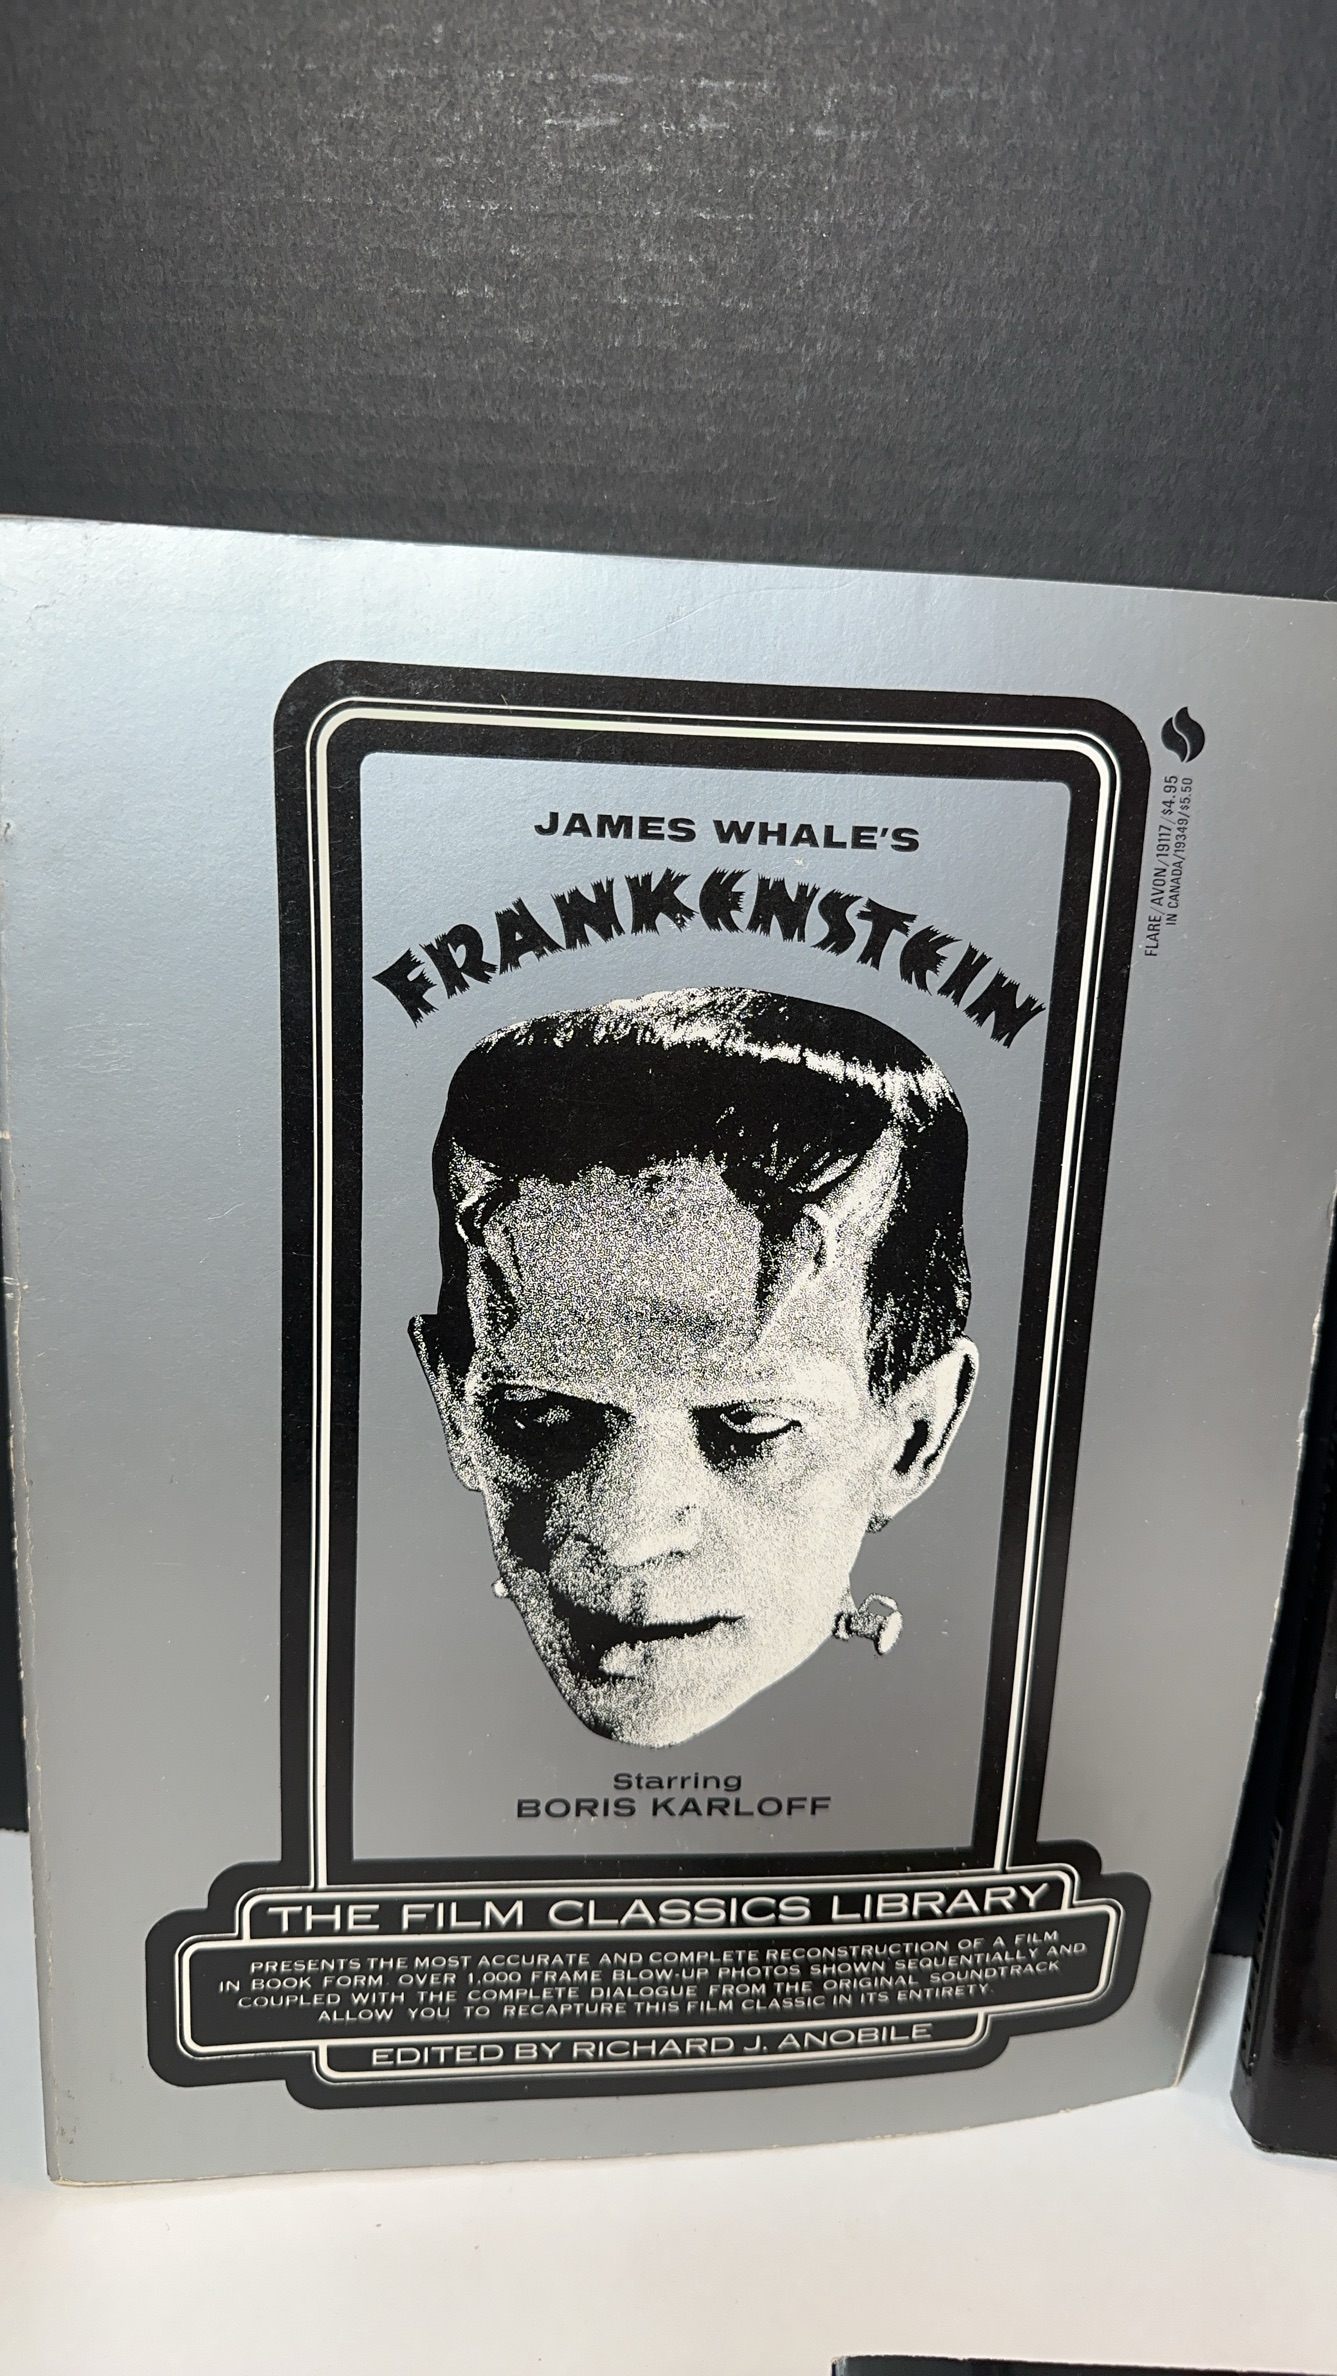 JAMES WHALE'S
FRANKENSTEIN
FLARE/AVON/19117/$4.95
IN CANADA/19349/$5.50
Starring
BORIS KARLOFF
THE FILM CLASSICS LIBRARY
PRESENTS THE MOST ACCURATE AND COMPLETE RECONSTRUCTION OF A FILM
IN BOOK FORM. OVER 1,000 FRAME BLOW-UP PHOTOS SHOWN SEQUENTIALLY AND
COUPLED WITH THE COMPLETE DIALOGUE FROM THE ORIGINAL SOUNDTRACK
ALLOW YOU TO RECAPTURE THIS FILM CLASSIC IN ITS ENTIRETY.
EDITED BY RICHARD J. ANOBILE